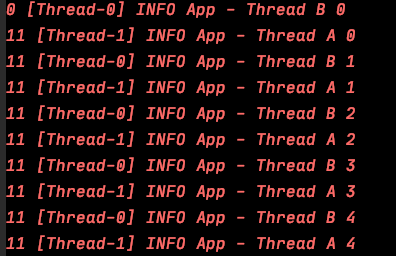 0 [Thread-0] INFO App - Thread B 0
11 [Thread-1] INFO App - Thread A 0
11 [Thread-0] INFO App - Thread B 1
11 [Thread-1] INFO App - Thread A 1
11 [Thread-0] INFO App - Thread B 2
11 [Thread-1] INFO App - Thread A 2
11 [Thread-0] INFO App - Thread B 3
11 [Thread-1] INFO App - Thread A 3
11 [Thread-0] INFO App - Thread B 4
11 [Thread-1] INFO App - Thread A 4